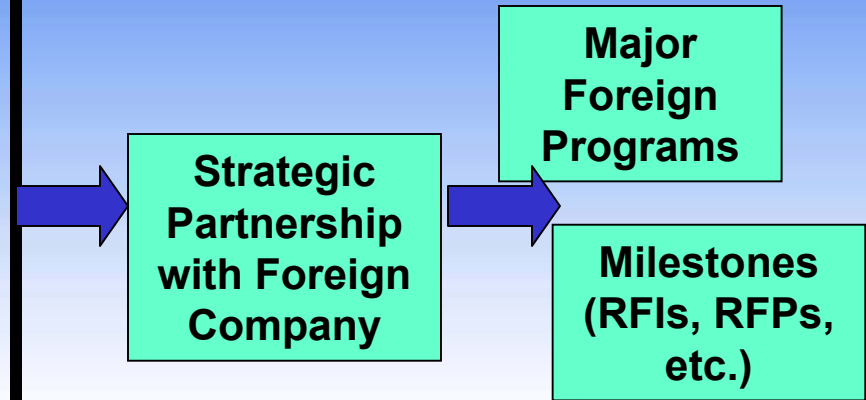 Major
Foreign
Programs
Strategic
Partnership
with Foreign
Company
Milestones
(RFIs, RFPs,
etc.)